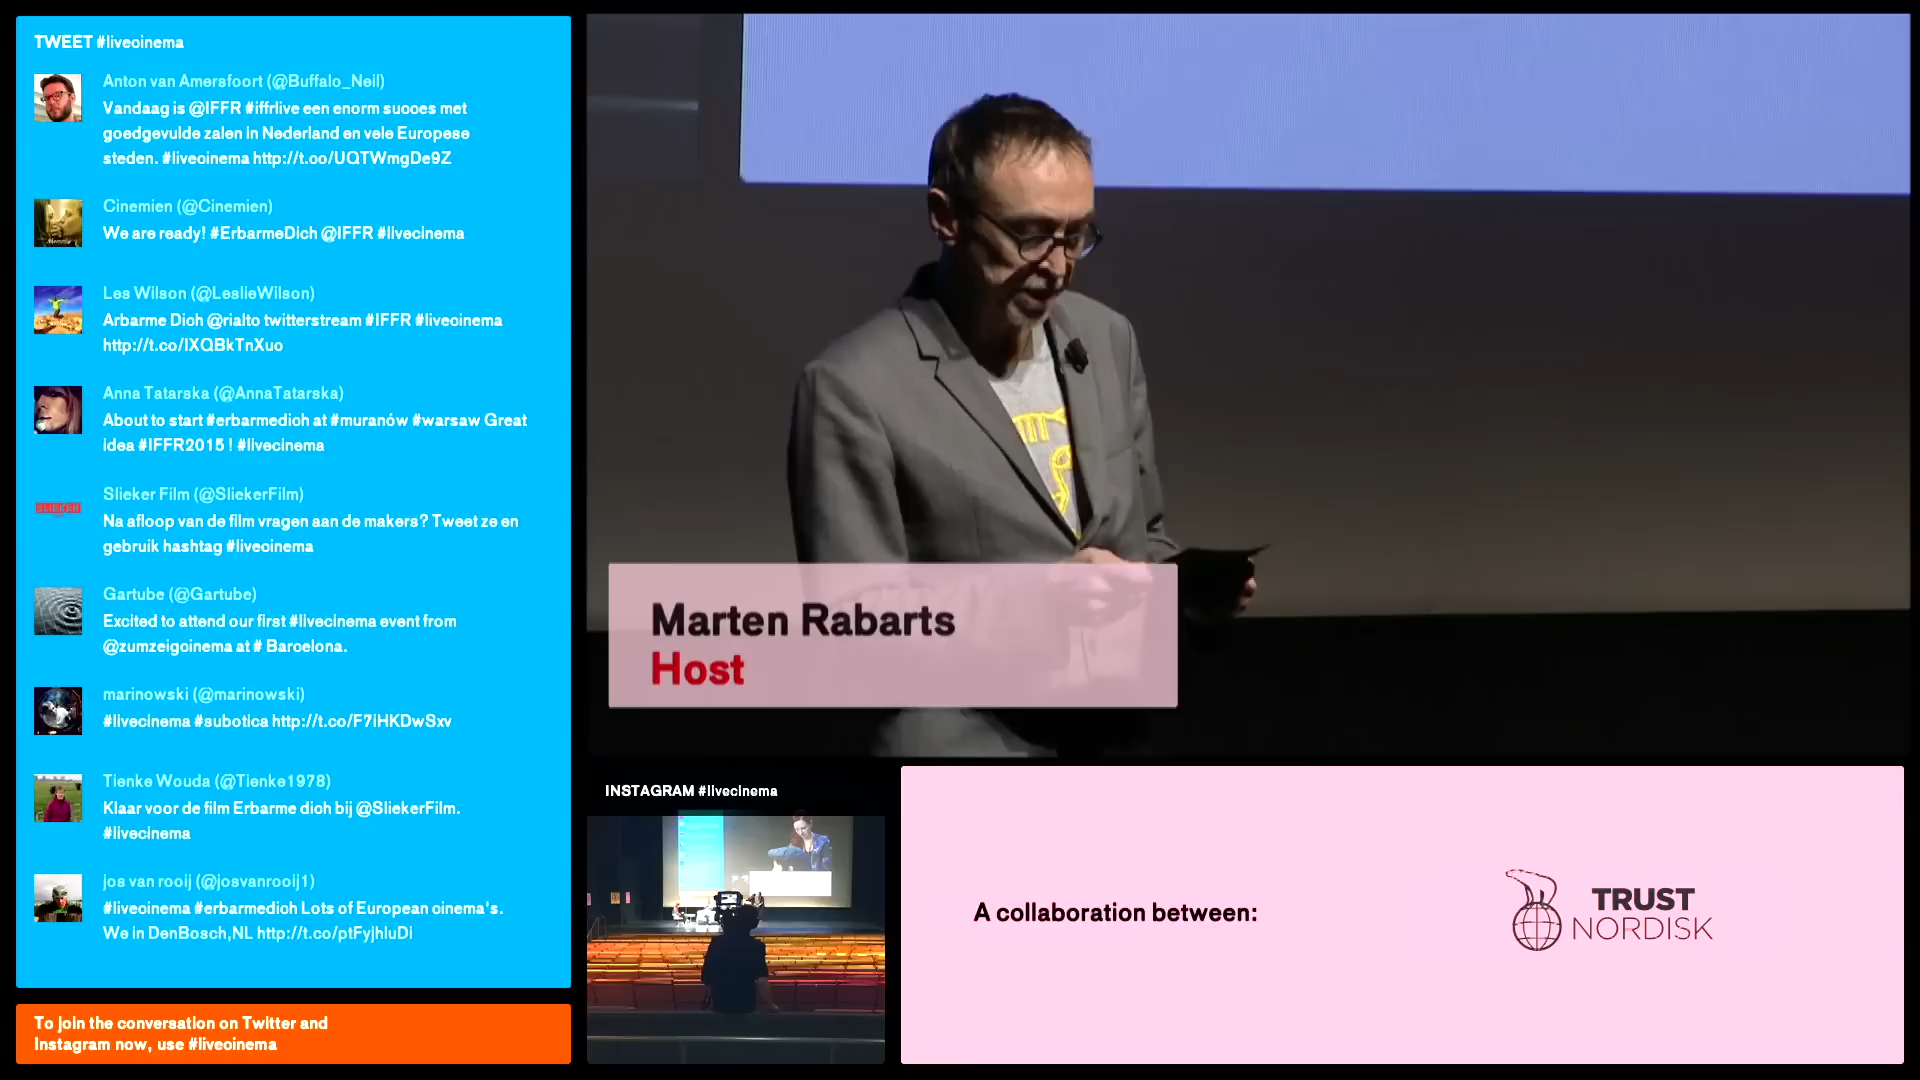 TWEET #livecinema
Anton van Amersfoort (@Buffalo_Neil)
Vandaag is @IFFR #iffrlive een enorm succes met
goedgevulde zalen in Nederland en vele Europese
steden. #livecinema http://t.co/UQTWmgDe9Z
Cinemien (@Cinemien)
We are ready! #ErbarmeDich @IFFR #livecinema
Les Wilson (@LeslieWilson)
Arbarme Dich @rialto twitterstream #IFFR #livecinema
http://t.co/IXQBkTnXuo
Anna Tatarska (@AnnaTatarska)
About to start #erbarmedich at #muranów #warsaw Great
idea #IFFR2015 ! #livecinema
Slieker Film (@SliekerFilm)
Na afloop van de film vragen aan de makers? Tweet ze en
gebruik hashtag #livecinema
Gartube (@Gartube)
Excited to attend our first #livecinema event from
@zumzeigcinema at # Barcelona.
marinowski (@marinowski)
#livecinema #subotica http://t.co/F7iHKDwSxv
Tienke Wouda (@Tienke1978)
Klaar voor de film Erbarme dich bij @SliekerFilm.
#livecinema
jos van rooij (@josvanrooij1)
#livecinema #erbarmedich Lots of European cinema's.
We in DenBosch,NL http://t.co/ptFyjhluDi
To join the conversation on Twitter and
Instagram now, use #livecinema
Marten Rabarts
Host
INSTAGRAM #livecinema
A collaboration between:
TRUST
NORDISK